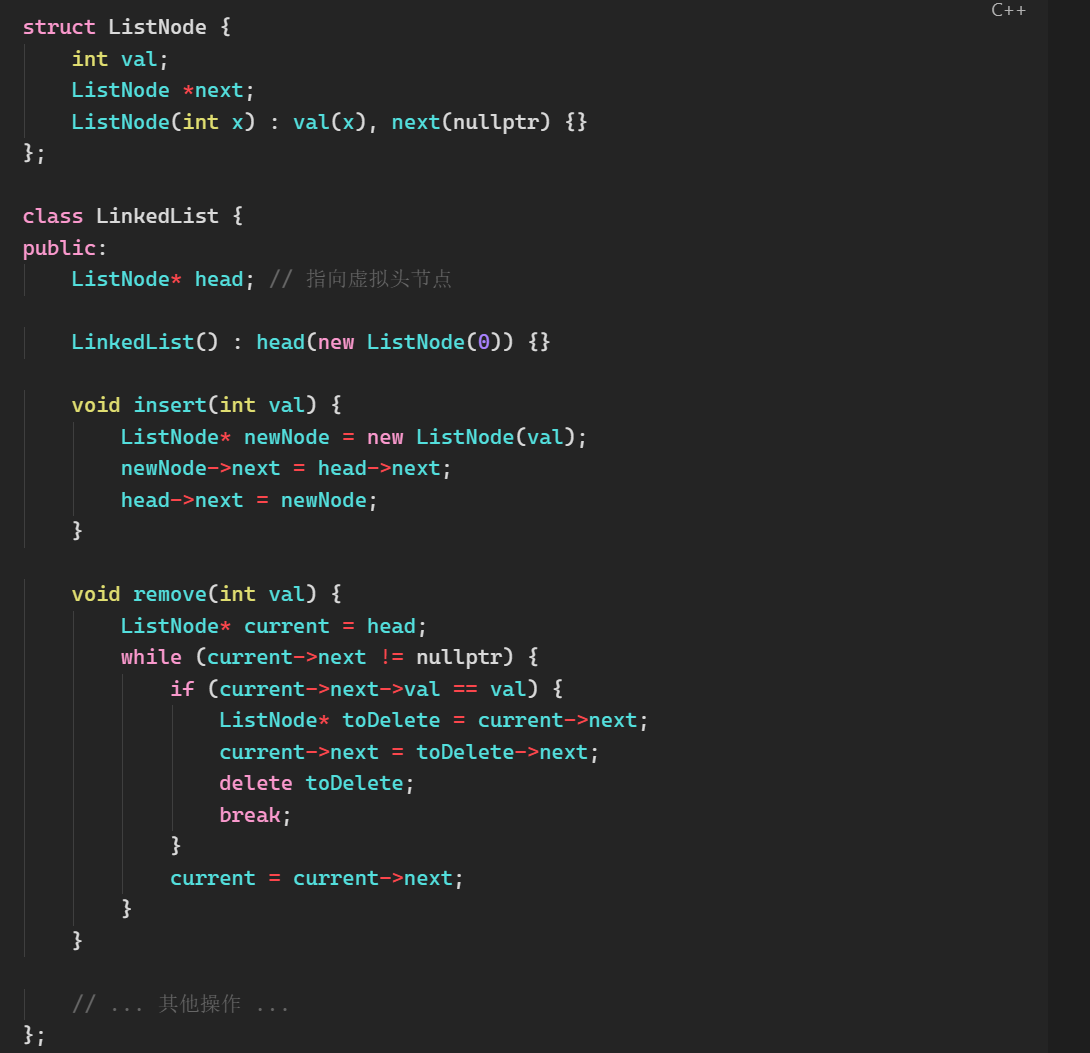 C++
struct ListNode {
    int val;
    ListNode *next;
    ListNode(int x) : val(x), next(nullptr) {}
};

class LinkedList {
public:
    ListNode* head; // 指向虚拟头节点

    LinkedList() : head(new ListNode(0)) {}

    void insert(int val) {
        ListNode* newNode = new ListNode(val);
        newNode->next = head->next;
        head->next = newNode;
    }

    void remove(int val) {
        ListNode* current = head;
        while (current->next != nullptr) {
            if (current->next->val == val) {
                ListNode* toDelete = current->next;
                current->next = toDelete->next;
                delete toDelete;
                break;
            }
            current = current->next;
        }
    }

    // ... 其他操作 ...
};